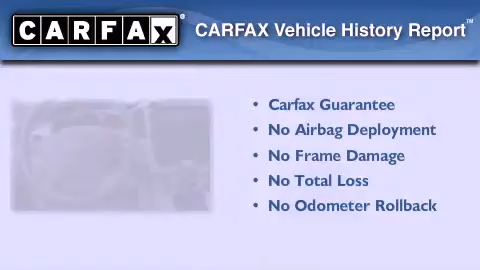 CARFAX® CARFAX Vehicle History Report™
• Carfax Guarantee
• No Airbag Deployment
• No Frame Damage
• No Total Loss
• No Odometer Rollback